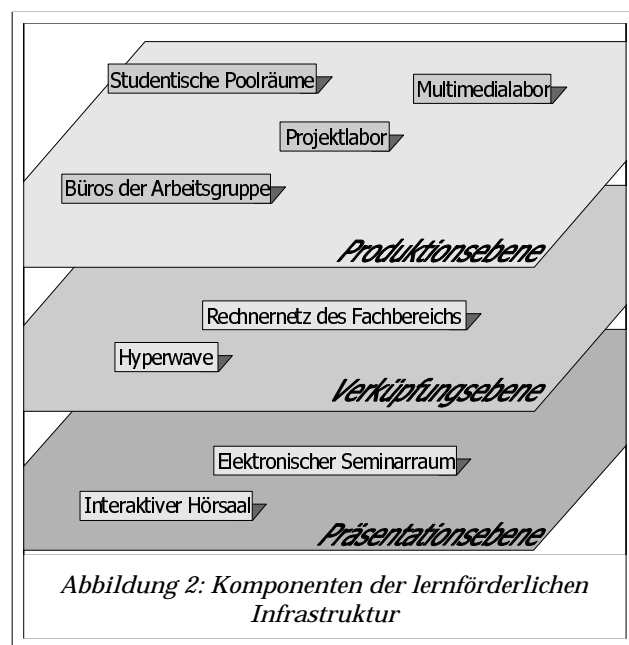 Studentische Poolräume
Multimedialabor
Projektlabor
Büros der Arbeitsgruppe
Produktionsebene
Rechnernetz des Fachbereichs
Hyperwave
Verküpfungsebene
Elektronischer Seminarraum
Interaktiver Hörsaal
Präsentationsebene
Abbildung 2: Komponenten der lernförderlichen
Infrastruktur